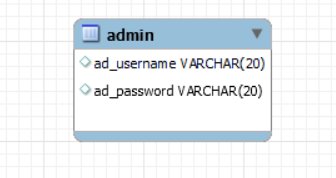 admin
ad_username VARCHAR(20)
ad_password VARCHAR(20)